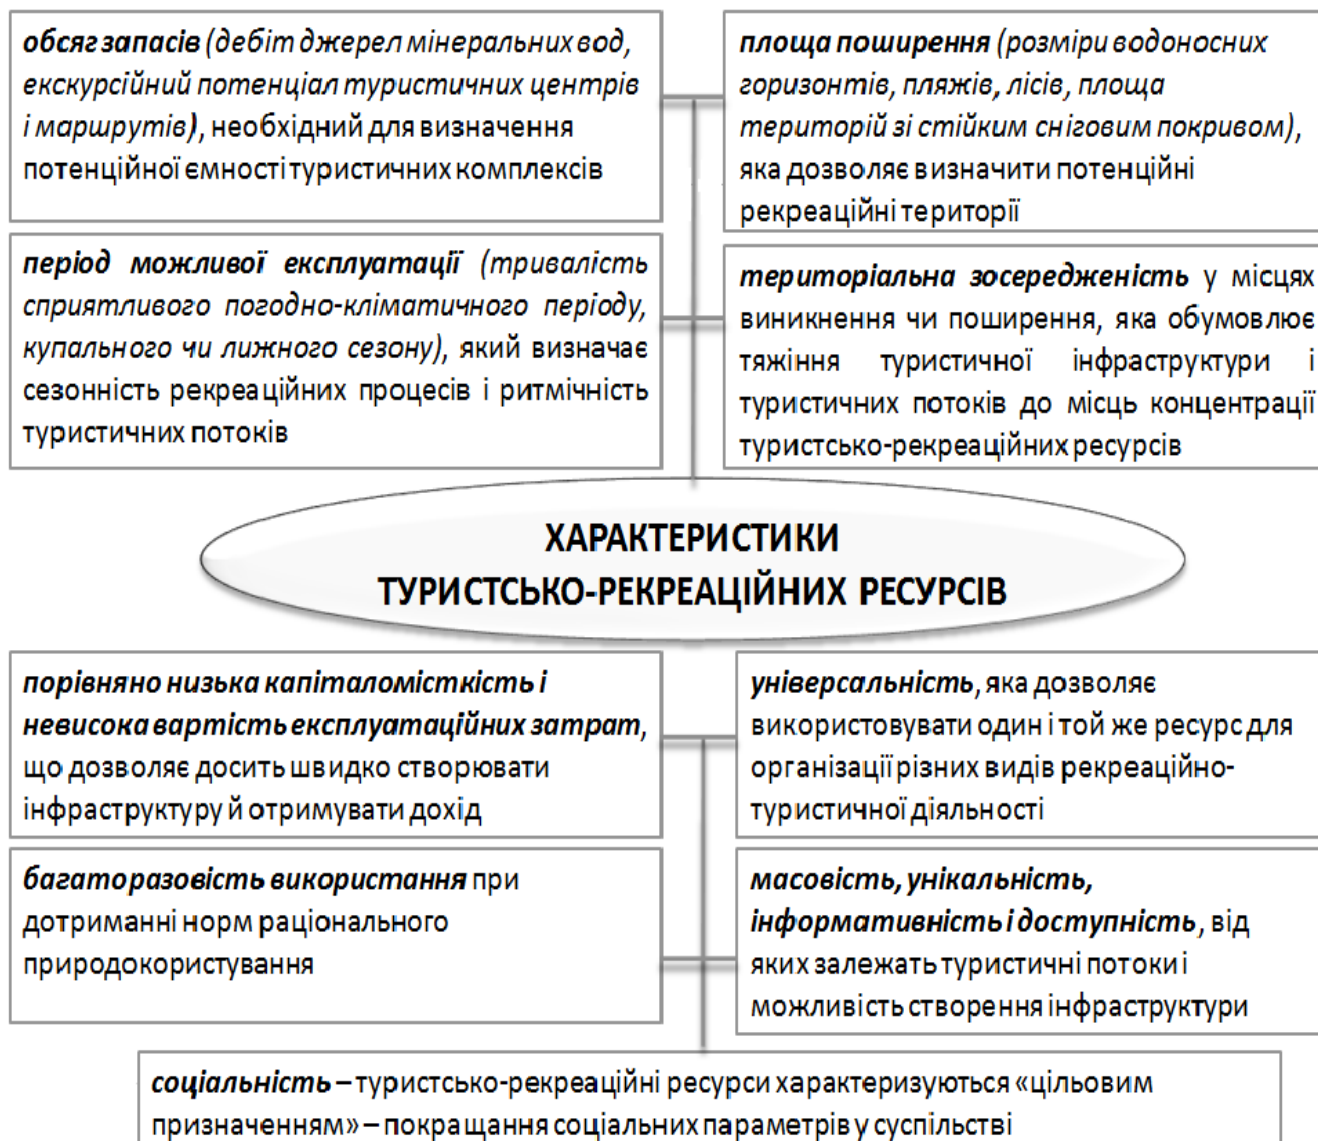 обсяг запасів (дебіт джерел мінеральних вод,
екскурсійний потенціал туристичних центрів
і маршрутів), необхідний для визначення
потенційної ємності туристичних комплексів
площа поширення (розміри водоносних
горизонтів, пляжів, лісів, площа
територій зі стійким сніговим покривом),
яка дозволяє визначити потенційні
рекреаційні території
період можливої експлуатації (тривалість
сприятливого погодно-кліматичного періоду,
купального чи лижного сезону), який визначає
сезонність рекреаційних процесів і ритмічність
туристичних потоків
територіальна зосередженість у місцях
виникнення чи поширення, яка обумовлює
тяжіння туристичної інфраструктури і
туристичних потоків до місць концентрації
туристсько-рекреаційних ресурсів
ХАРАКТЕРИСТИКИ
ТУРИСТСЬКО-РЕКРЕАЦІЙНИХ РЕСУРСІВ
порівняно низька капіталомісткість і
невисока вартість експлуатаційних затрат,
що дозволяє досить швидко створювати
інфраструктуру й отримувати дохід
універсальність, яка дозволяє
використовувати один і той же ресурс для
організації різних видів рекреаційно-
туристичної діяльності
багаторазовість використання при
дотриманні норм раціонального
природокористування
масовість, унікальність,
інформативність і доступність, від
яких залежать туристичні потоки і
можливість створення інфраструктури
соціальність – туристсько-рекреаційні ресурси характеризуються «цільовим
призначенням» – покращання соціальних параметрів у суспільстві